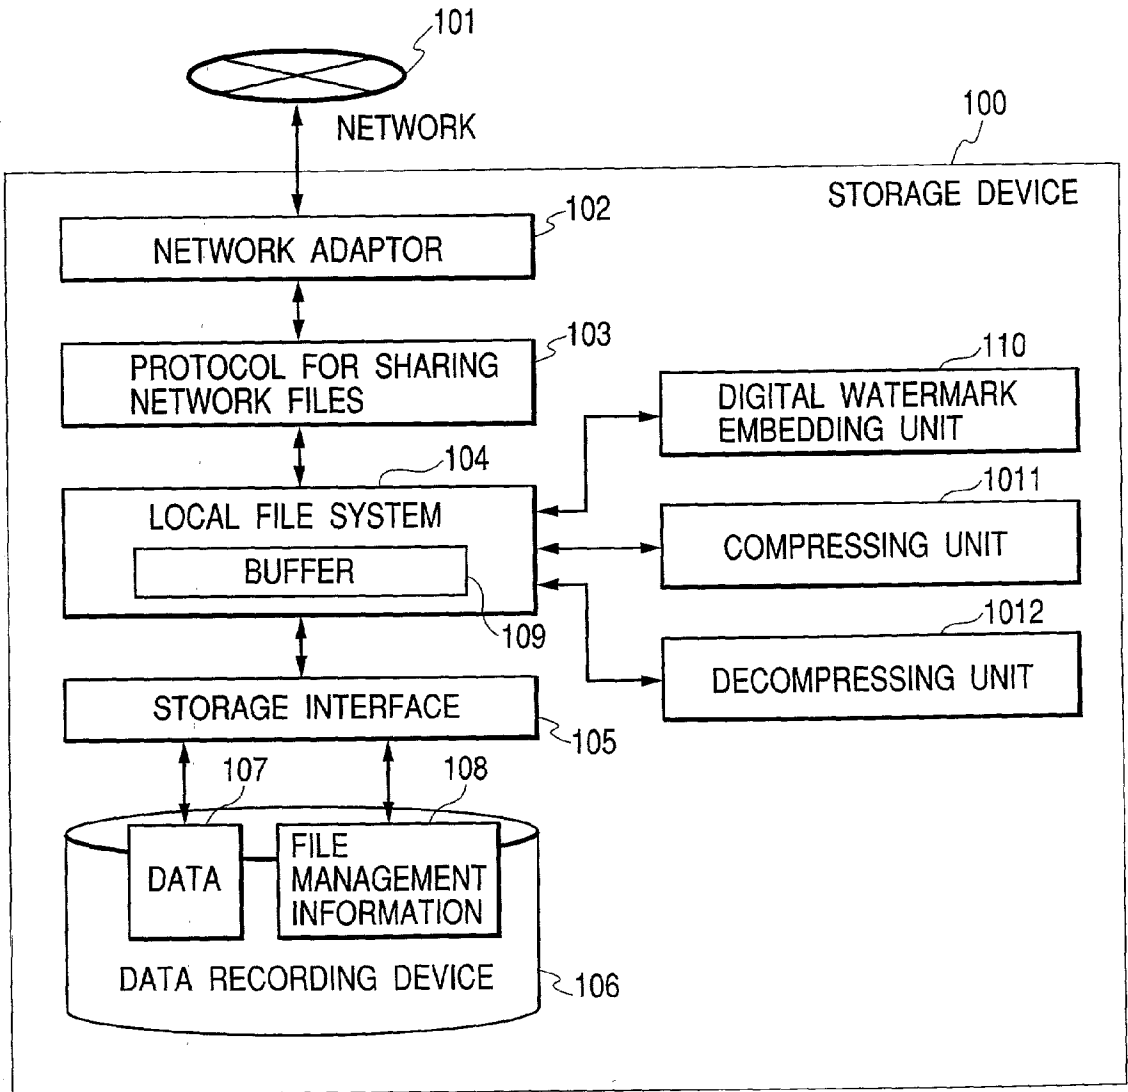 101
NETWORK
100
STORAGE DEVICE
102
NETWORK ADAPTOR
103
PROTOCOL FOR SHARING
NETWORK FILES
110
DIGITAL WATERMARK
EMBEDDING UNIT
104
LOCAL FILE SYSTEM
BUFFER
109
1011
COMPRESSING UNIT
1012
DECOMPRESSING UNIT
STORAGE INTERFACE
105
107
108
DATA
FILE
MANAGEMENT
INFORMATION
DATA RECORDING DEVICE
106